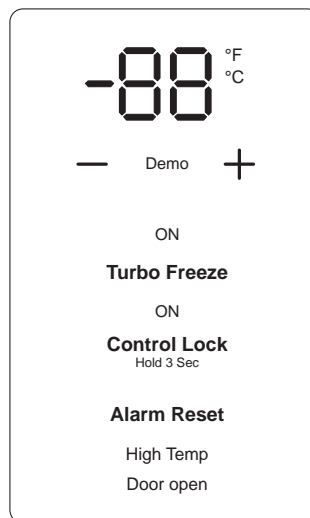 -88 °F
°C
− Demo +
ON
Turbo Freeze
ON
Control Lock
Hold 3 Sec
Alarm Reset
High Temp
Door open